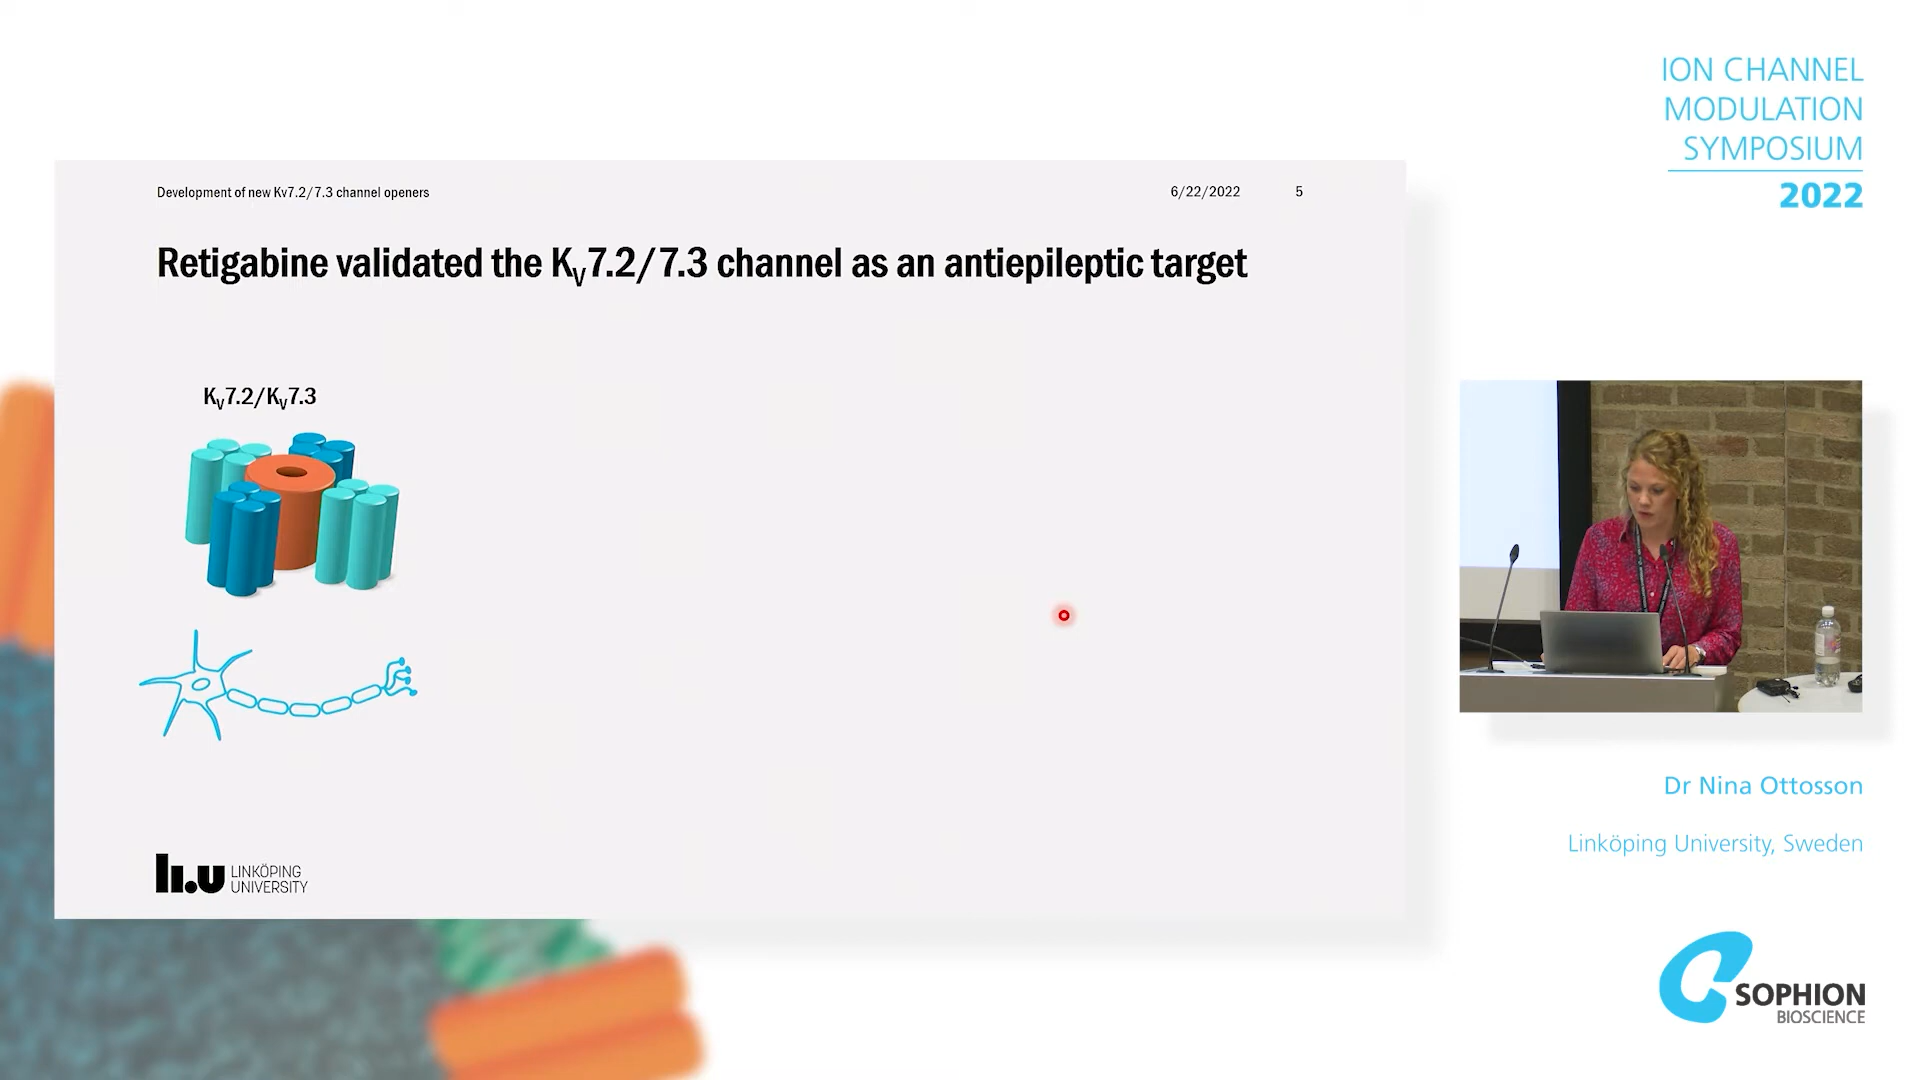 ION CHANNEL
MODULATION
SYMPOSIUM
2022
Development of new Kv7.2/7.3 channel openers
6/22/2022
5
Retigabine validated the KV7.2/7.3 channel as an antiepileptic target
KV7.2/KV7.3
li.u LINKÖPING
UNIVERSITY
Dr Nina Ottosson
Linköping University, Sweden
SOPHION
BIOSCIENCE